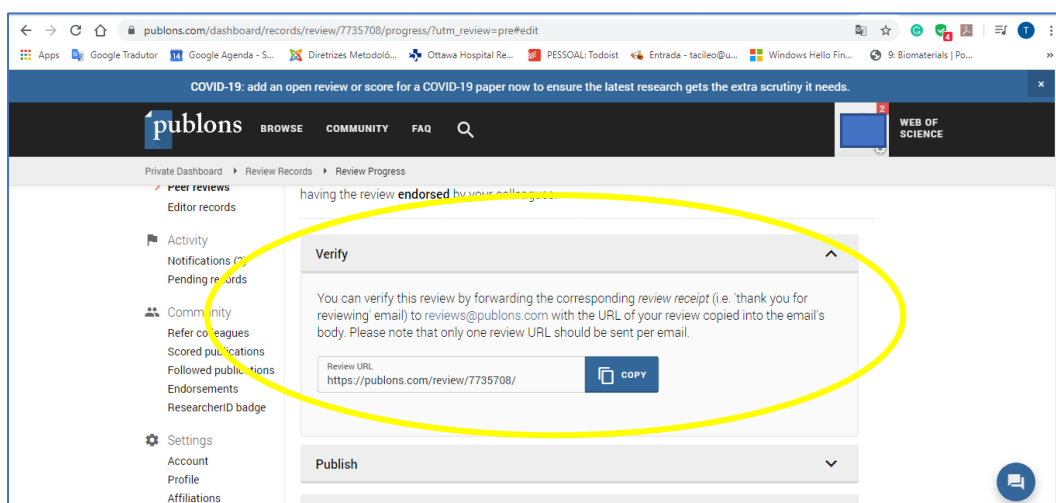 publons.com/dashboard/records/review/7735708/progress/?utm_review=pre#edit
T
4
Apps Google Tradutor 14 Google Agenda - S... Diretrizes Metodoló... Ottawa Hospital Re... PESSOAL: Todoist Entrada - tacileo@u... Windows Hello Fin... 9: Biomaterials | Po... »
COVID-19: add an open review or score for a COVID-19 paper now to ensure the latest research gets the extra scrutiny it needs. ×
publons BROWSE COMMUNITY FAQ 2 WEB OF
SCIENCE
Private Dashboard Review Records Review Progress
Peer reviews
Editor records
Activity
Notifications (2)
Pending records
Community
Refer colleagues
Scored publications
Followed publications
Endorsements
ResearcherID badge
Settings
Account
Profile
Affiliations
having the review endorsed by your colleagues.
Verify
You can verify this review by forwarding the corresponding review receipt (i.e. 'thank you for
reviewing' email) to reviews@publons.com with the URL of your review copied into the email's
body. Please note that only one review URL should be sent per email.
Review URL
https://publons.com/review/7735708/
COPY
Publish